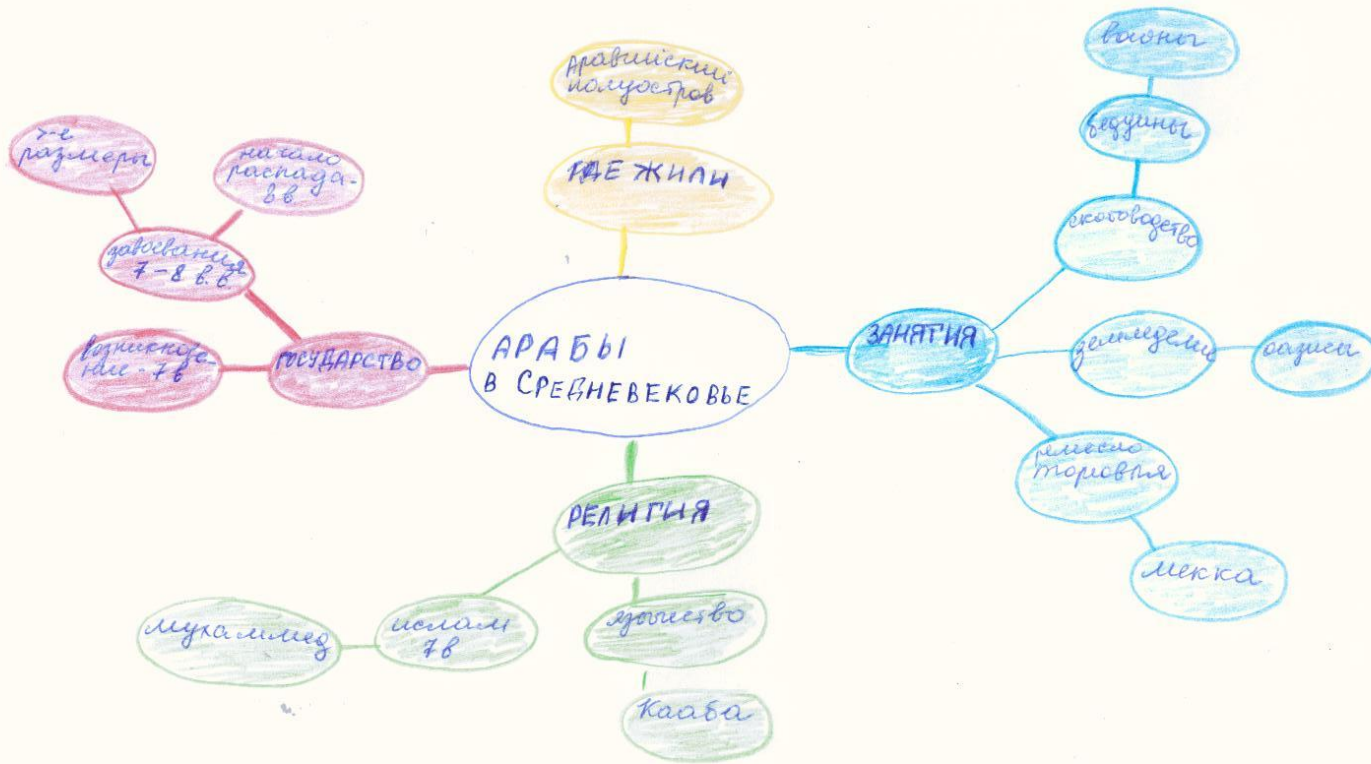 АРАБЫ
В СРЕДНЕВЕКОВЬЕ
ГДЕ ЖИЛИ
Аравийский
полуостров
ЗАНЯТИЯ
скотоводство
бедуины
войны
земледелие
оазисы
ремесло
торговля
мекка
РЕЛИГИЯ
язычество
Кааба
ислам
7в
мухаммед
ГОСУДАРСТВО
возникнове-
ние - 7в
завоевания
7-8 в.в.
начало
распада-
8в
размеры